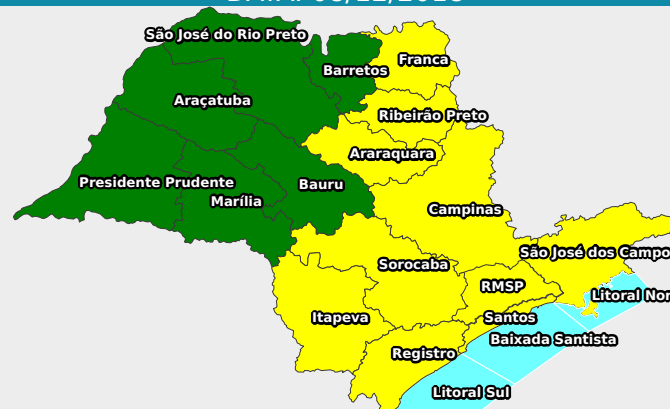 São José do Rio Preto
Franca
Barretos
Araçatuba
Ribeirão Preto
Araraquara
Presidente Prudente
Bauru
Marília
Campinas
São José dos Campo
Sorocaba
RMSP
Litoral Nor
Itapeva
Santos
Baixada Santista
Registro
Litoral Sul